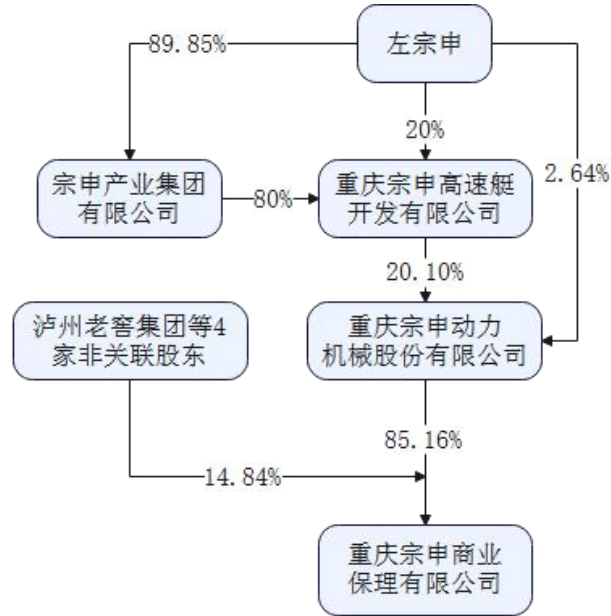 89.85%
左宗申
20%
2.64%
宗申产业集团
有限公司
80%
重庆宗申高速艇
开发有限公司
20.10%
泸州老窖集团等4
家非关联股东
重庆宗申动力
机械股份有限公司
85.16%
14.84%
重庆宗申商业
保理有限公司